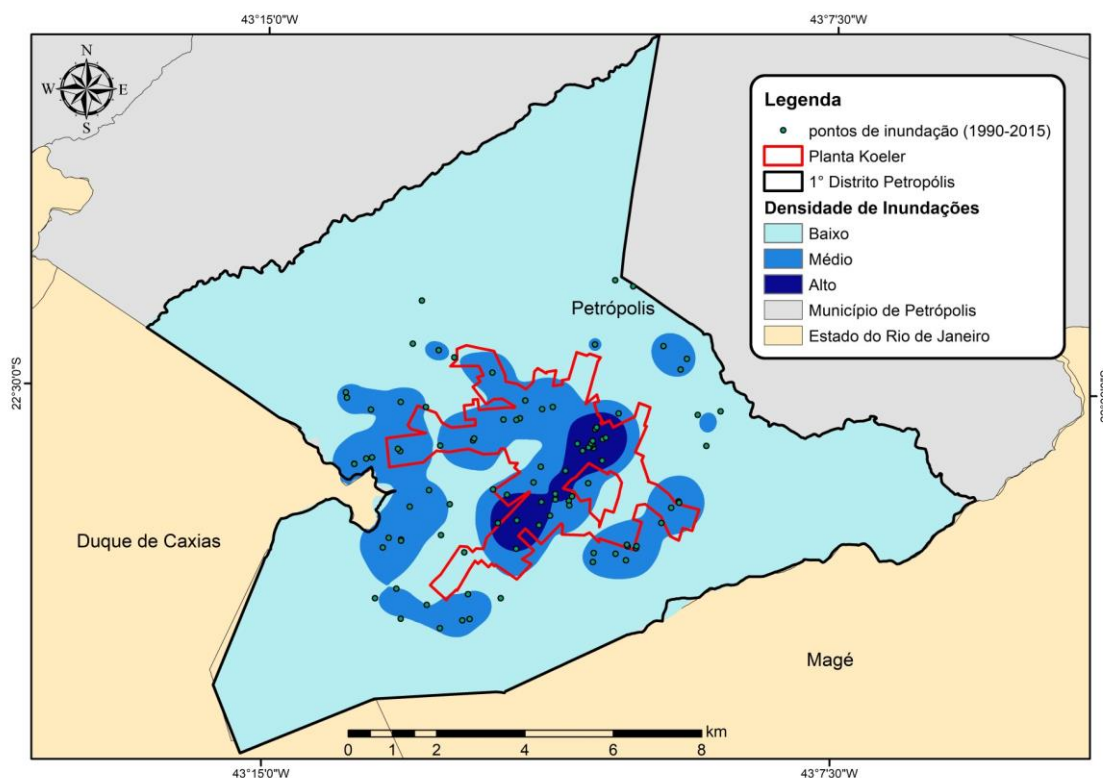 43°15'0"W
43°7'30"W
N
W
E
S
Legenda
pontos de inundação (1990-2015)
Planta Koeler
1° Distrito Petropólis
Densidade de Inundações
Baixo
Médio
Alto
Município de Petrópolis
Estado do Rio de Janeiro
Petrópolis
22°30'0"S
Duque de Caxias
Magé
km
0
1
2
4
6
8
43°15'0"W
43°7'30"W